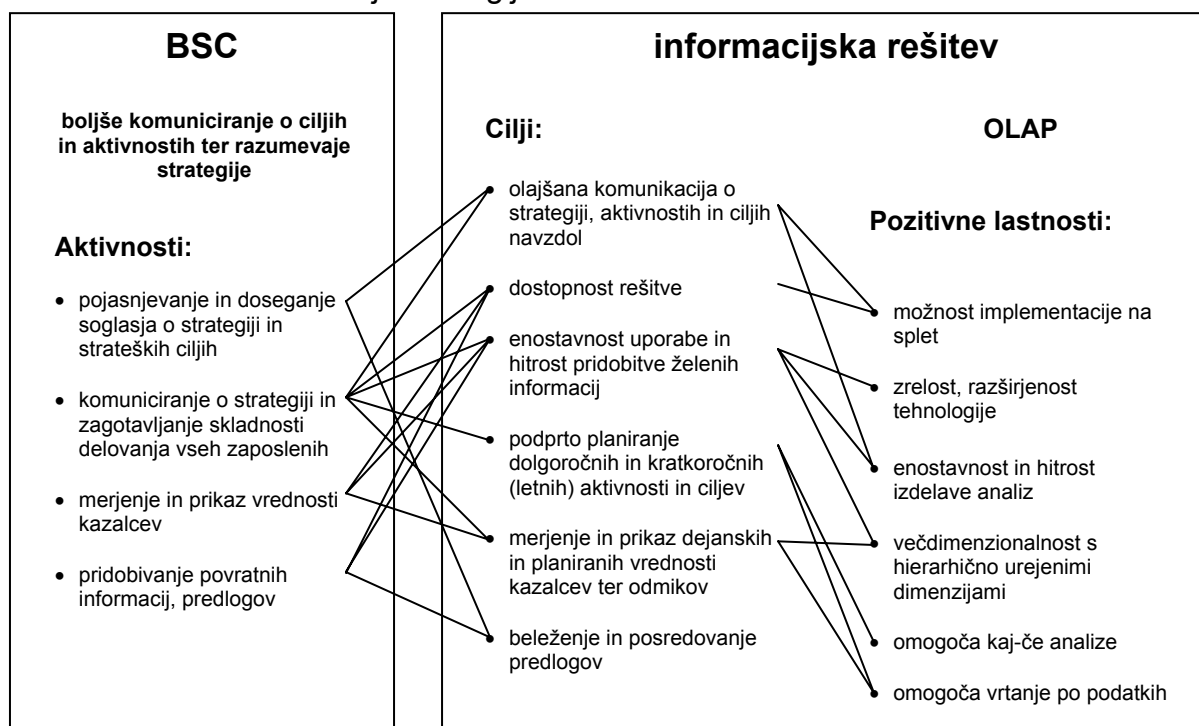 BSC
boljše komuniciranje o ciljih
in aktivnostih ter razumevaje
strategije
Aktivnosti:
• pojasnjevanje in doseganje
soglasja o strategiji in
strateških ciljih
• komuniciranje o strategiji in
zagotavljanje skladnosti
delovanja vseh zaposlenih
• merjenje in prikaz vrednosti
kazalcev
• pridobivanje povratnih
informacij, predlogov
informacijska rešitev
Cilji:
• olajšana komunikacija o
strategiji, aktivnostih in ciljih
navzdol
• dostopnost rešitve
• enostavnost uporabe in
hitrost pridobitve želenih
informacij
• podprto planiranje
dolgoročnih in kratkoročnih
(letnih) aktivnosti in ciljev
• merjenje in prikaz dejanskih
in planiranih vrednosti
kazalcev ter odmikov
• beleženje in posredovanje
predlogov
OLAP
Pozitivne lastnosti:
• možnost implementacije na
splet
• zrelost, razširjenost
tehnologije
• enostavnost in hitrost
izdelave analiz
• večdimenzionalnost s
hierarhično urejenimi
dimenzijami
• omogoča kaj-če analize
• omogoča vrtanje po podatkih